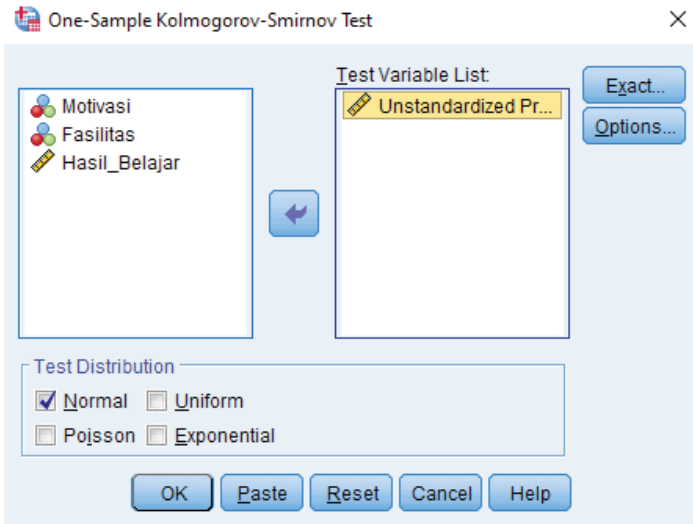 One-Sample Kolmogorov-Smirnov Test
Test Variable List:
Motivasi
Fasilitas
Hasil_Belajar
Unstandardized Pr...
Exact...
Options...
Test Distribution
Normal
Uniform
Poisson
Exponential
OK
Paste
Reset
Cancel
Help